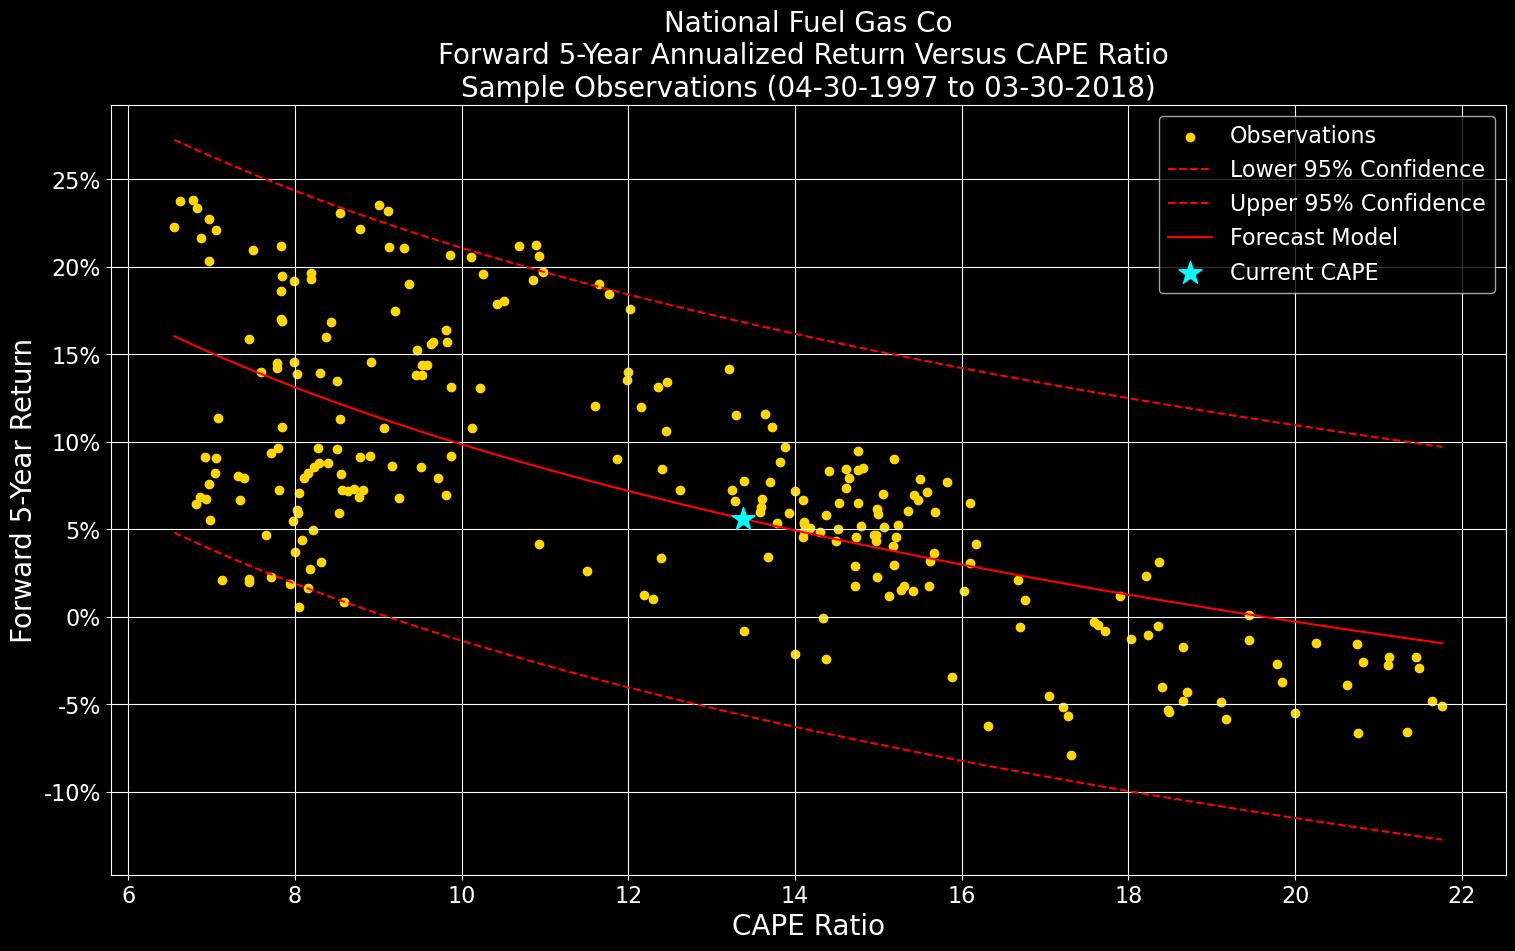 National Fuel Gas Co
Forward 5-Year Annualized Return Versus CAPE Ratio
Sample Observations (04-30-1997 to 03-30-2018)
Observations
Lower 95% Confidence
Upper 95% Confidence
Forecast Model
Current CAPE
Forward 5-Year Return
25%
20%
15%
10%
5%
0%
-5%
-10%
6 8 10 12 14 16 18 20 22
CAPE Ratio